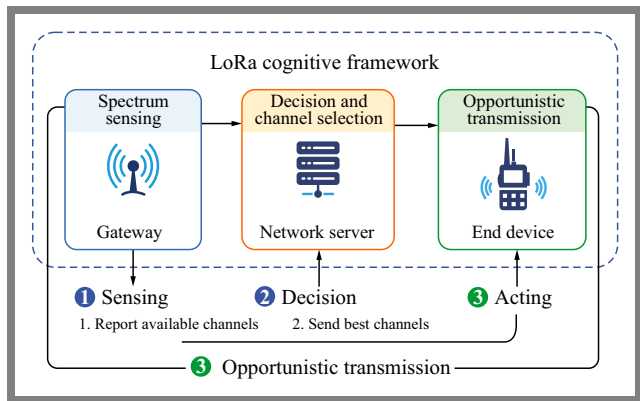 LoRa cognitive framework
Spectrum
sensing
Gateway
Decision and
channel selection
Network server
Opportunistic
transmission
End device
1 Sensing
2 Decision
3 Acting
1. Report available channels
2. Send best channels
3 Opportunistic transmission